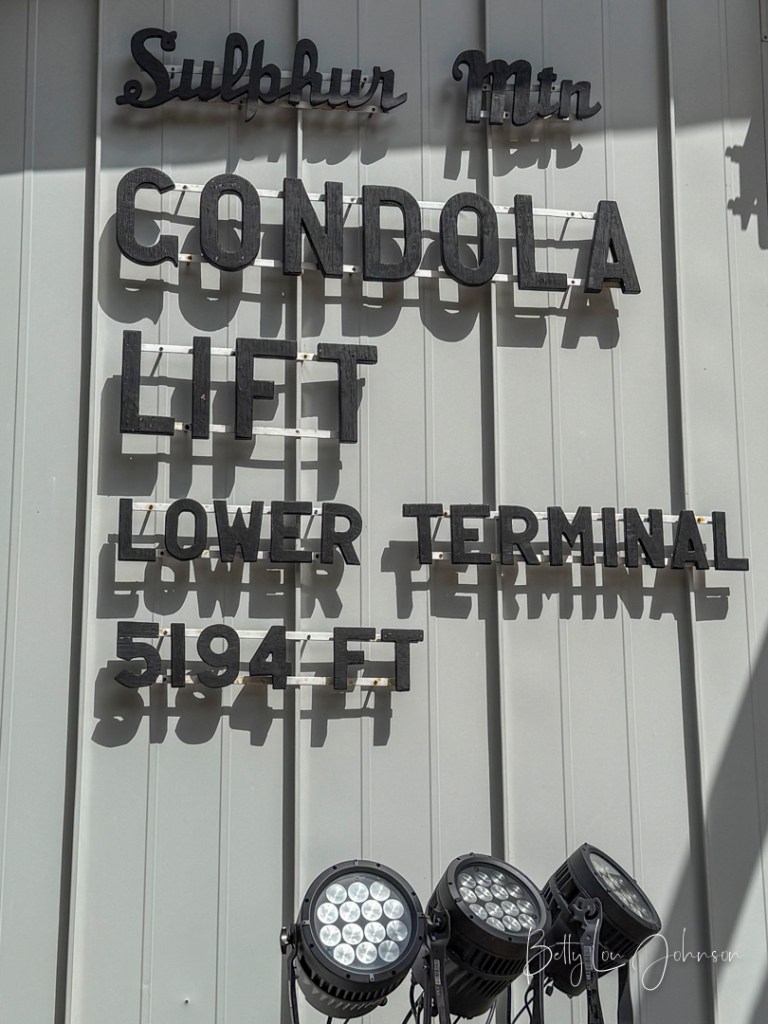 Sulphur Mtn
GONDOLA
LIFT
LOWER TERMINAL
5194 FT
Betty Lou Johnson